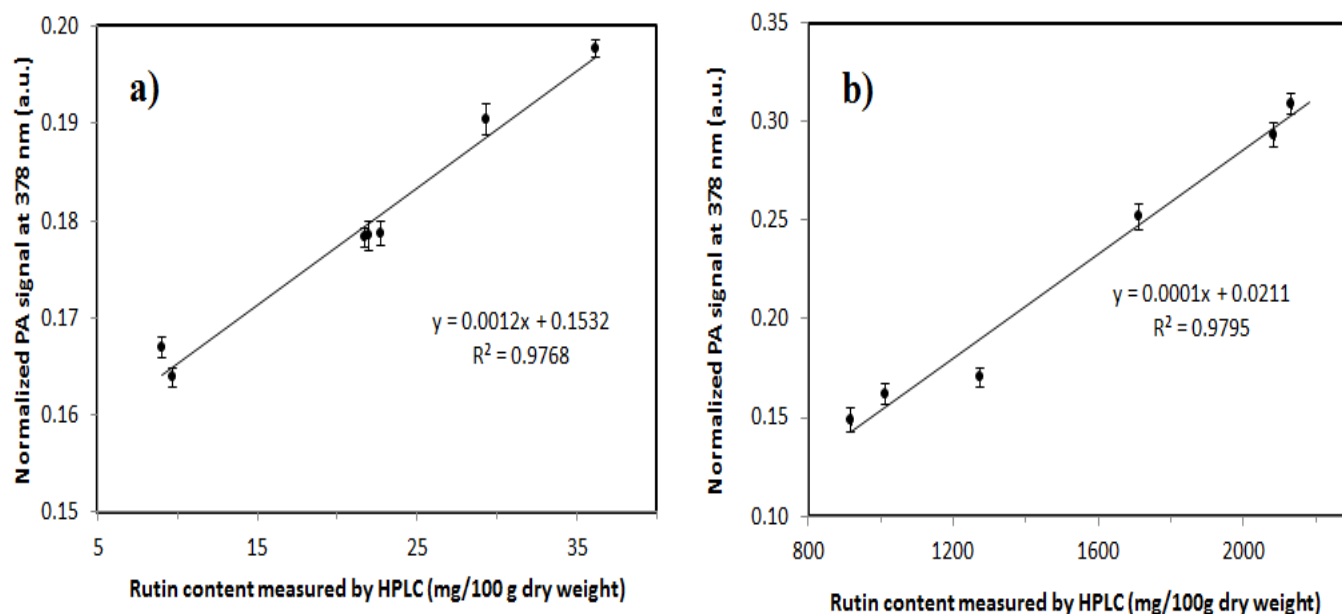 a)
Normalized PA signal at 378 nm (a.u.)
0.20
0.19
0.18
0.17
0.16
0.15
y = 0.0012x + 0.1532
R² = 0.9768
5 15 25 35
Rutin content measured by HPLC (mg/100 g dry weight)
b)
Normalized PA signal at 378 nm (a.u.)
0.35
0.30
0.25
0.20
0.15
0.10
y = 0.0001x + 0.0211
R² = 0.9795
800 1200 1600 2000
Rutin content measured by HPLC (mg/100g dry weight)